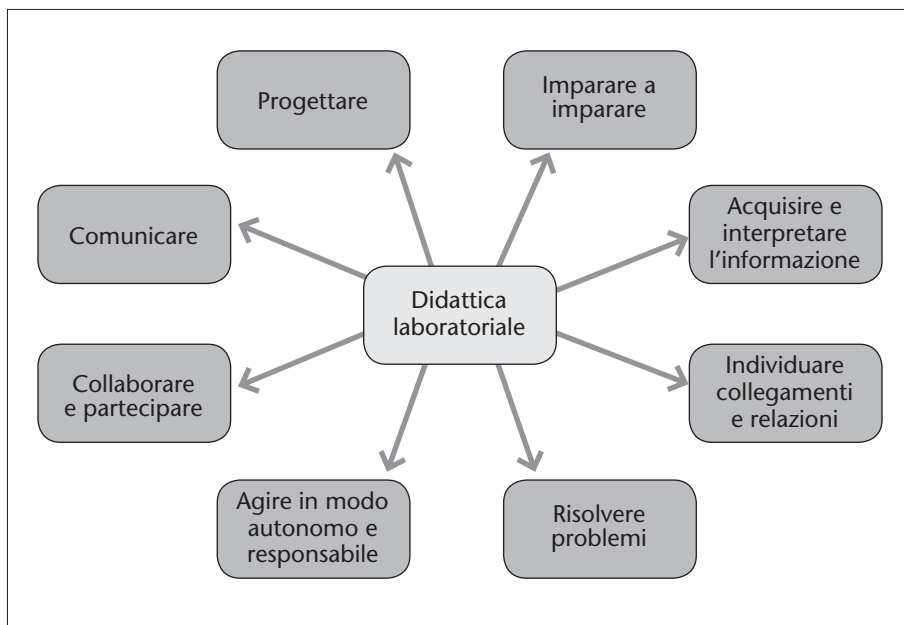 Progettare
Imparare a
imparare
Comunicare
Acquisire e
interpretare
l'informazione
Didattica
laboratoriale
Collaborare
e partecipare
Individuare
collegamenti
e relazioni
Agire in modo
autonomo e
responsabile
Risolvere
problemi